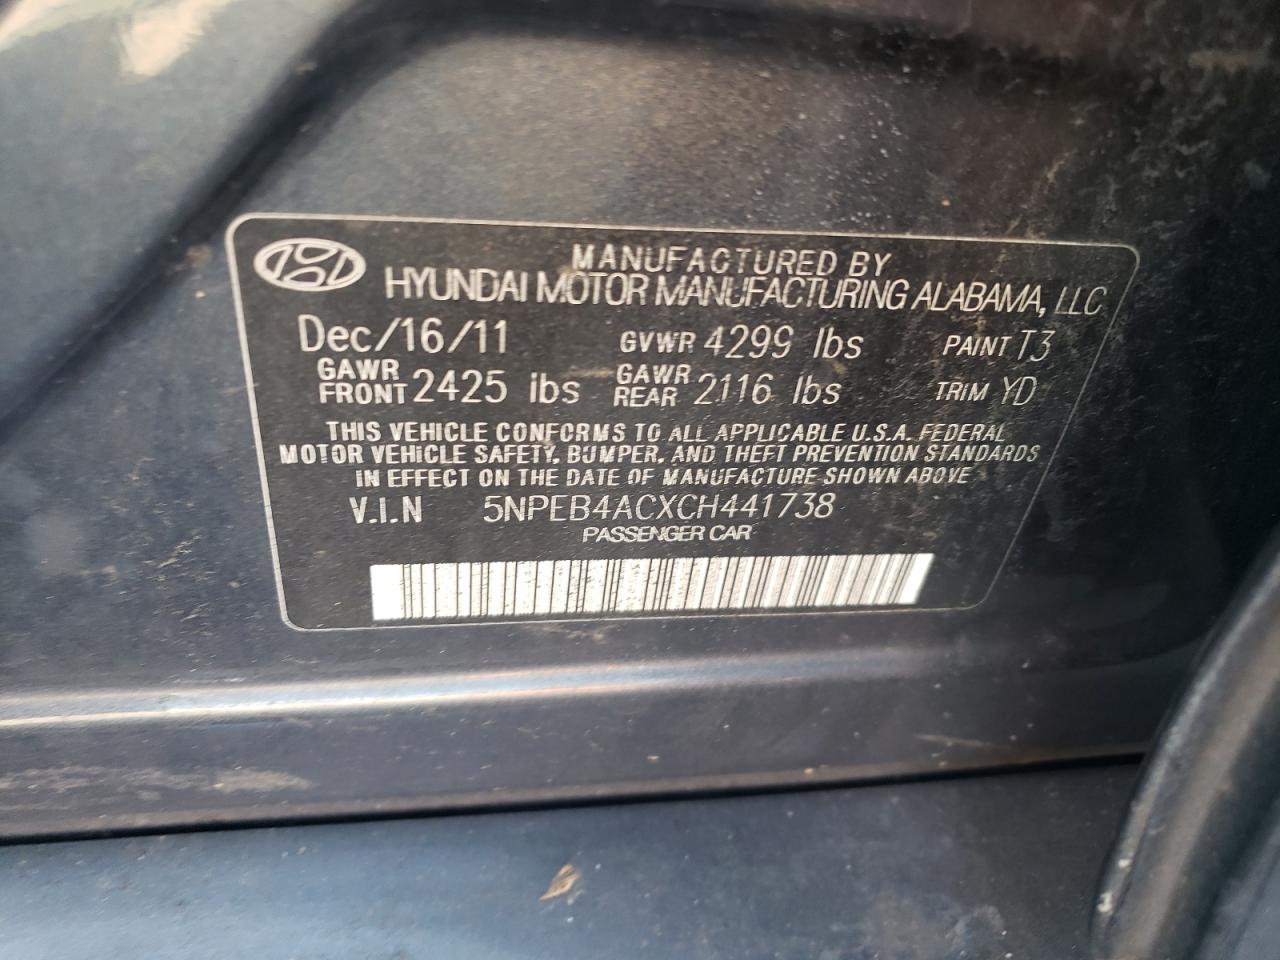 MANUFACTURED BY
HYUNDAI MOTOR MANUFACTURING ALABAMA, LLC
Dec/16/11 GVWR 4299 lbs PAINT T3
GAWR FRONT 2425 lbs GAWR REAR 2116 lbs TRIM YD
THIS VEHICLE CONFORMS TO ALL APPLICABLE U.S.A. FEDERAL
MOTOR VEHICLE SAFETY, BUMPER, AND THEFT PREVENTION STANDARDS
IN EFFECT ON THE DATE OF MANUFACTURE SHOWN ABOVE
V.I.N 5NPEB4ACXCH441738
PASSENGER CAR